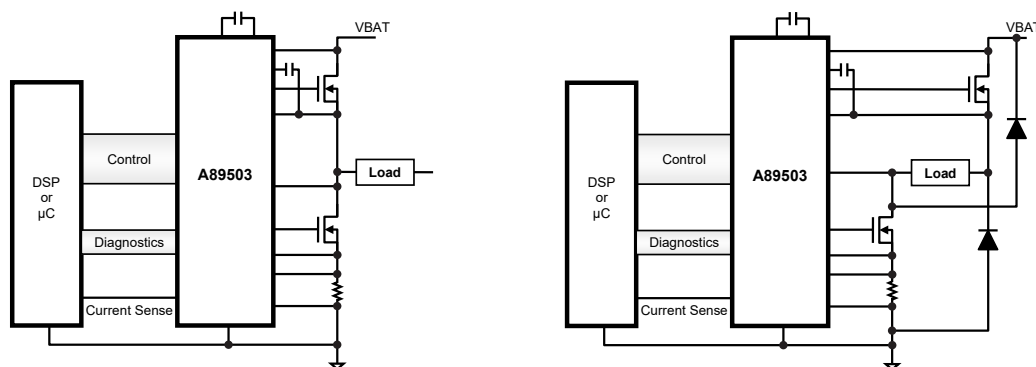 VBAT
Control
A89503
Load
DSP
or
µC
Diagnostics
Current Sense
VBAT
Control
A89503
Load
DSP
or
µC
Diagnostics
Current Sense